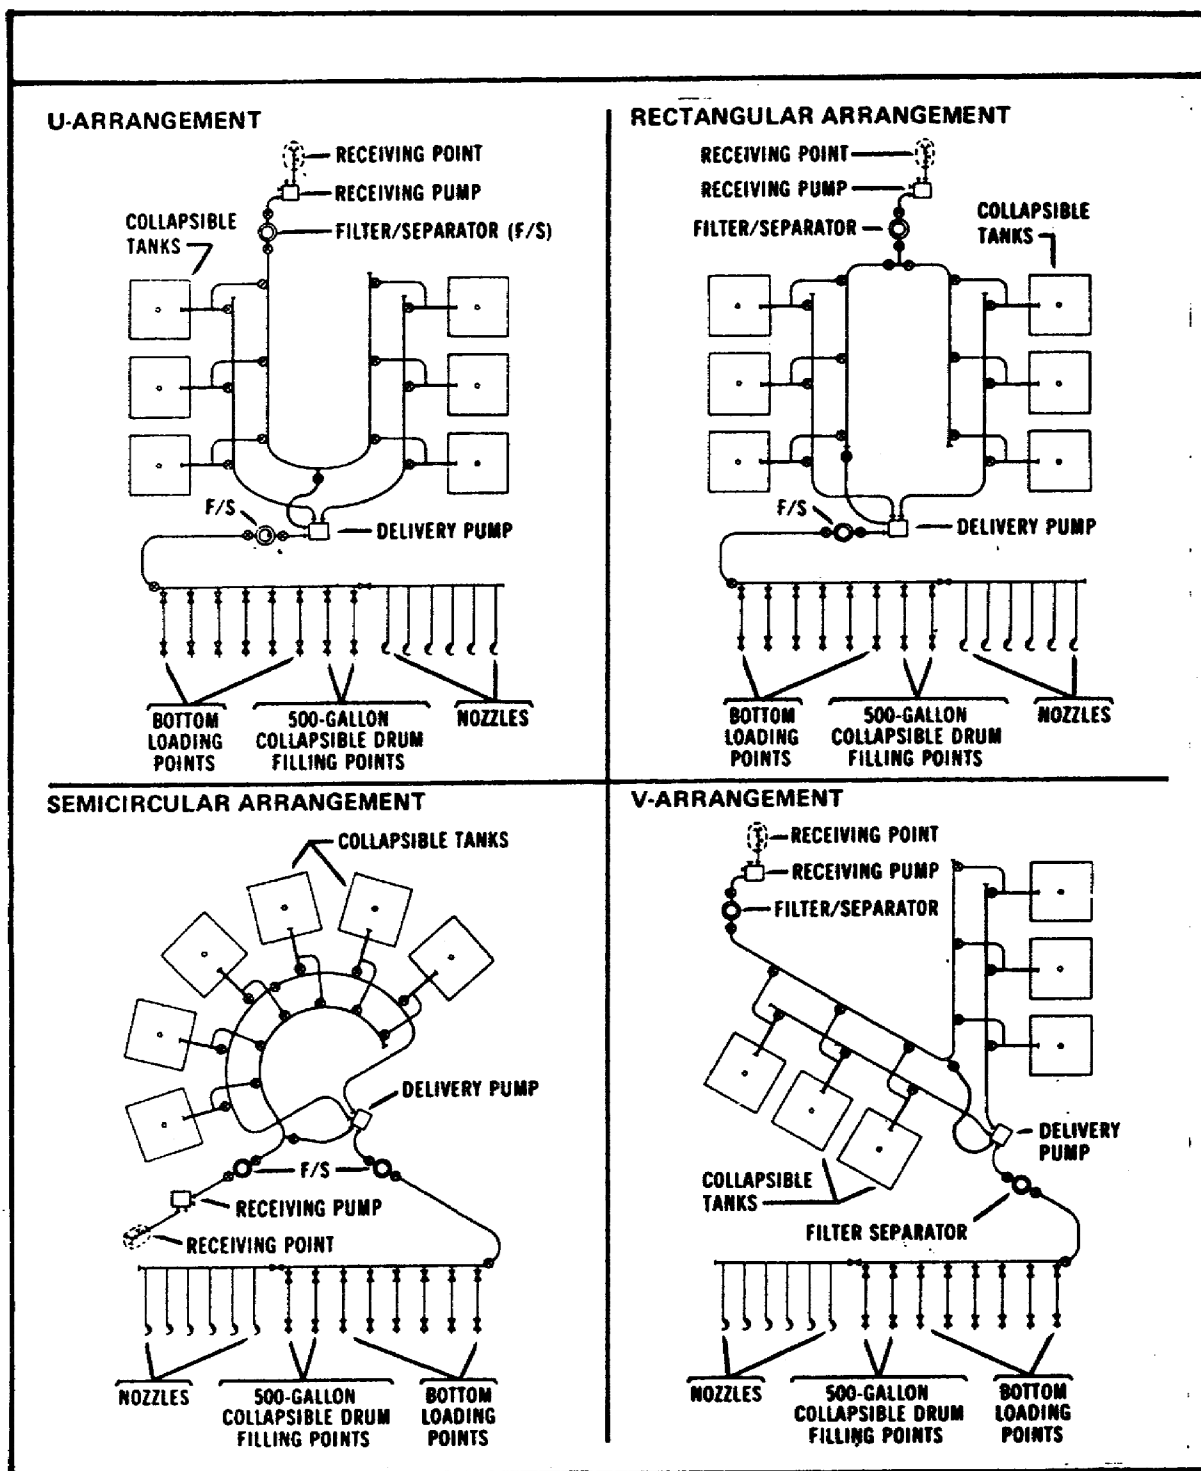 U-ARRANGEMENT
RECEIVING POINT
RECEIVING PUMP
COLLAPSIBLE
TANKS
FILTER/SEPARATOR (F/S)
F/S
DELIVERY PUMP
BOTTOM
LOADING
POINTS
500-GALLON
COLLAPSIBLE DRUM
FILLING POINTS
NOZZLES
RECTANGULAR ARRANGEMENT
RECEIVING POINT
RECEIVING PUMP
FILTER/SEPARATOR
COLLAPSIBLE
TANKS
F/S
DELIVERY PUMP
BOTTOM
LOADING
POINTS
500-GALLON
COLLAPSIBLE DRUM
FILLING POINTS
NOZZLES
SEMICIRCULAR ARRANGEMENT
COLLAPSIBLE TANKS
DELIVERY PUMP
F/S
RECEIVING PUMP
RECEIVING POINT
NOZZLES
500-GALLON
COLLAPSIBLE DRUM
FILLING POINTS
BOTTOM
LOADING
POINTS
V-ARRANGEMENT
RECEIVING POINT
RECEIVING PUMP
FILTER/SEPARATOR
DELIVERY
PUMP
COLLAPSIBLE
TANKS
FILTER SEPARATOR
NOZZLES
500-GALLON
COLLAPSIBLE DRUM
FILLING POINTS
BOTTOM
LOADING
POINTS